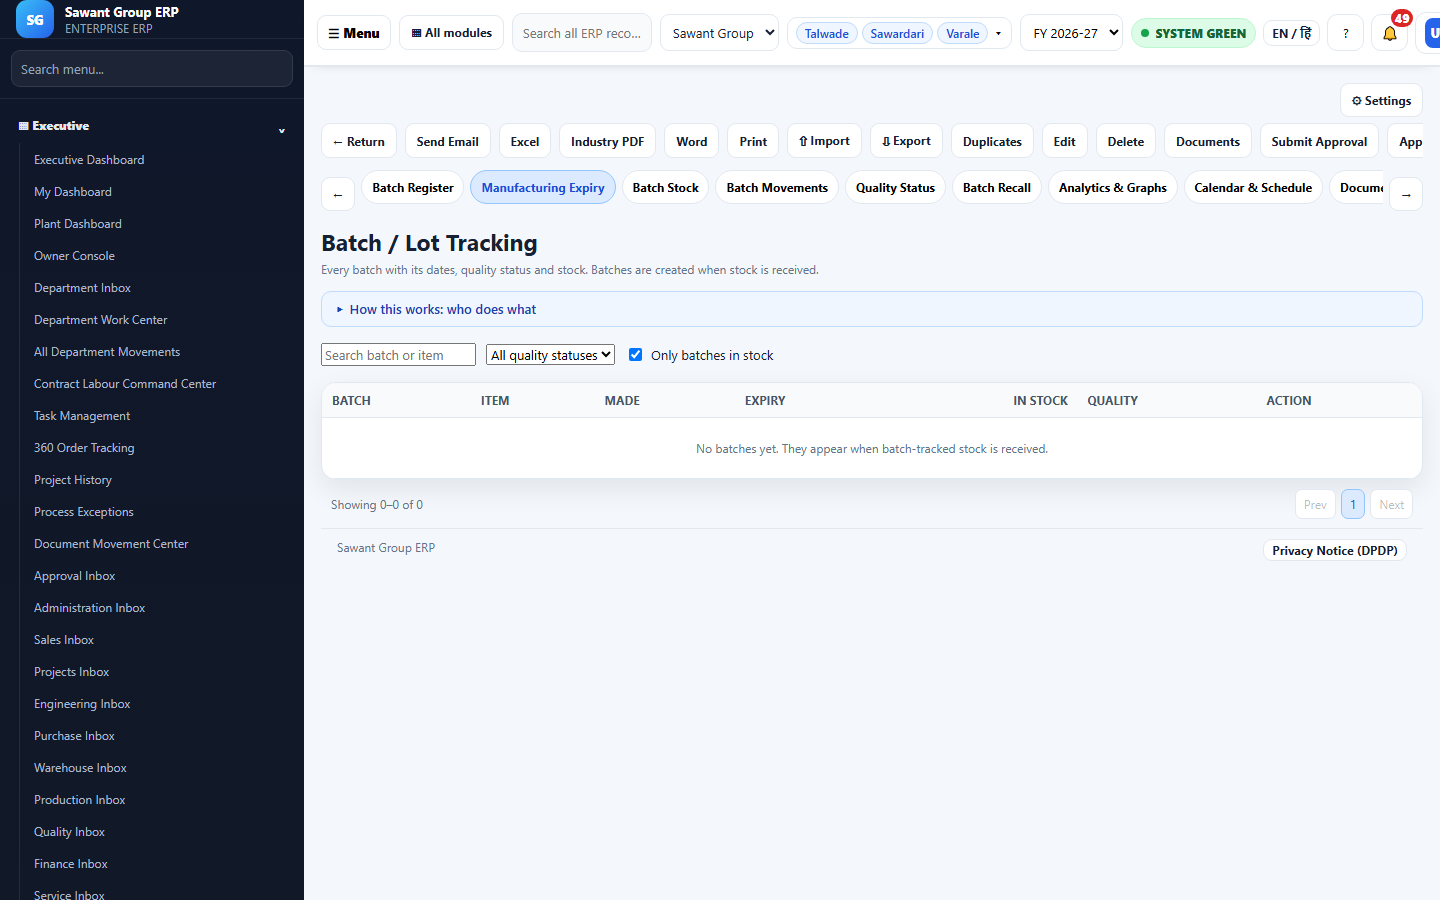 SG
Sawant Group ERP
ENTERPRISE ERP
Search menu...
Executive
Executive Dashboard
My Dashboard
Plant Dashboard
Owner Console
Department Inbox
Department Work Center
All Department Movements
Contract Labour Command Center
Task Management
360 Order Tracking
Project History
Process Exceptions
Document Movement Center
Approval Inbox
Administration Inbox
Sales Inbox
Projects Inbox
Engineering Inbox
Purchase Inbox
Warehouse Inbox
Production Inbox
Quality Inbox
Finance Inbox
Service Inbox
☰ Menu All modules Search all ERP reco... Sawant Group Talwade Sawardari Varale FY 2026-27 SYSTEM GREEN EN / हिं ? 49 U
⚙ Settings
← Return Send Email Excel Industry PDF Word Print ⇧ Import ⇩ Export Duplicates Edit Delete Documents Submit Approval App
← Batch Register Manufacturing Expiry Batch Stock Batch Movements Quality Status Batch Recall Analytics & Graphs Calendar & Schedule Docume →
Batch / Lot Tracking
Every batch with its dates, quality status and stock. Batches are created when stock is received.
▸ How this works: who does what
Search batch or item All quality statuses Only batches in stock
BATCH ITEM MADE EXPIRY IN STOCK QUALITY ACTION
No batches yet. They appear when batch-tracked stock is received.
Showing 0–0 of 0 Prev 1 Next
Sawant Group ERP Privacy Notice (DPDP)